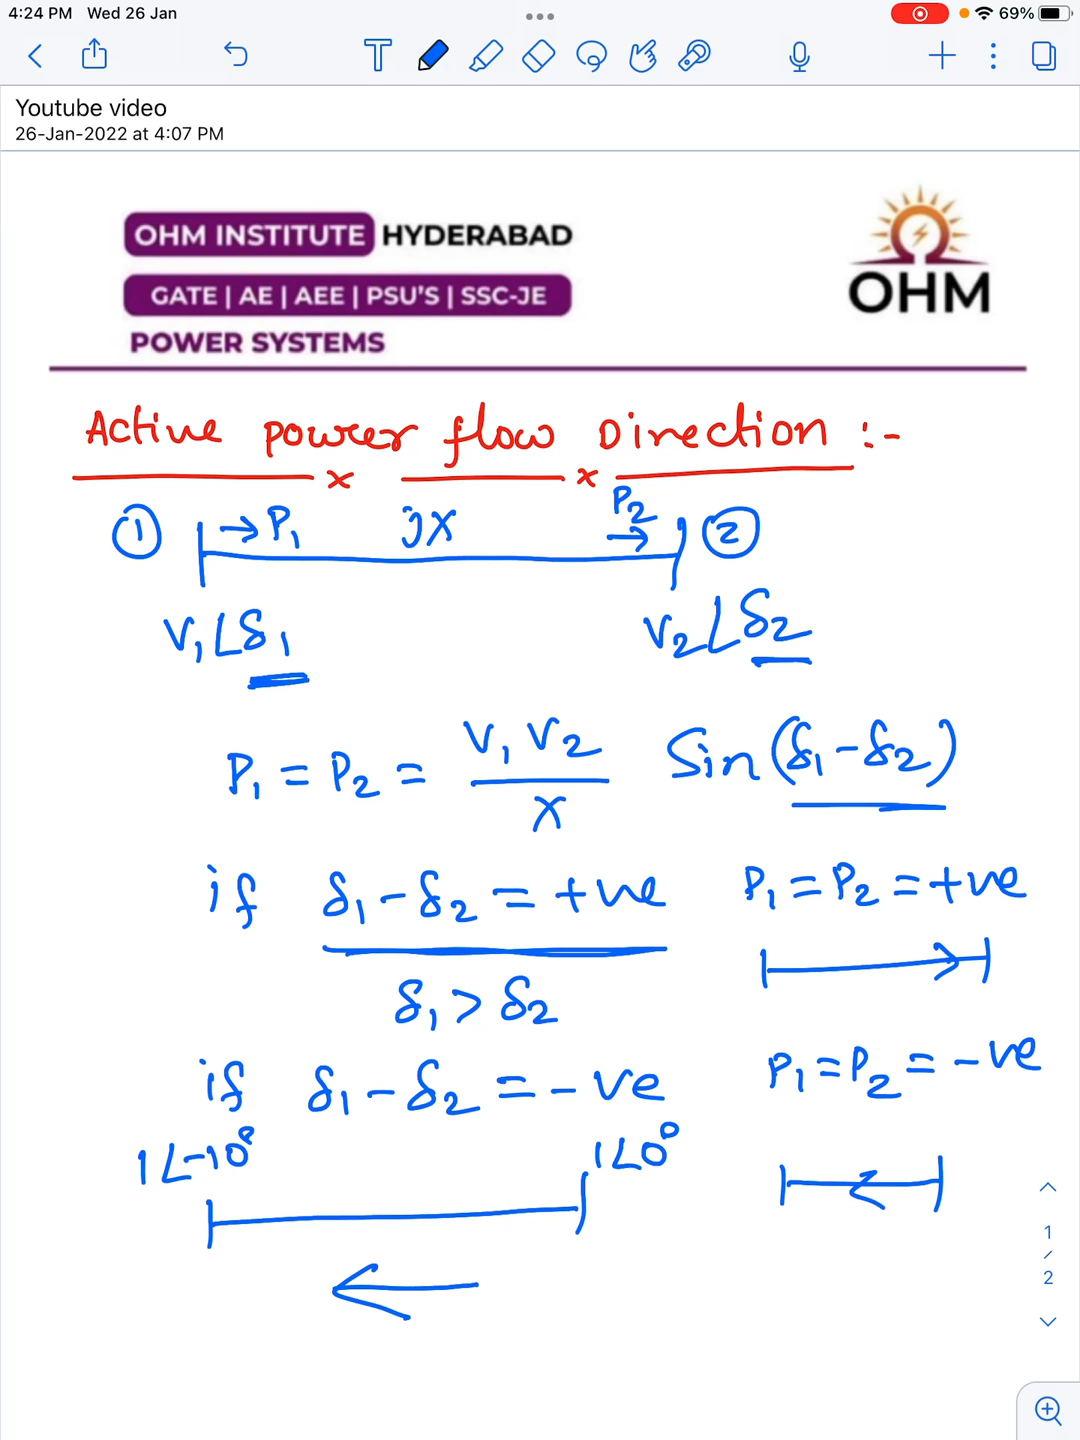 4:24 PM Wed 26 Jan
69%
T
Youtube video
26-Jan-2022 at 4:07 PM
OHM INSTITUTE HYDERABAD
GATE | AE | AEE | PSU'S | SSC-JE
POWER SYSTEMS
OHM
Active power flow Direction :-
① → P₁ jX P₂ → ②
V₁∠δ₁ V₂∠δ₂
P₁ = P₂ = V₁V₂/X Sin(δ₁-δ₂)
if δ₁-δ₂ = +ve P₁ = P₂ = +ve
δ₁ > δ₂
if δ₁-δ₂ = -ve P₁ = P₂ = -ve
1∠-10° 1∠0°
1
/
2